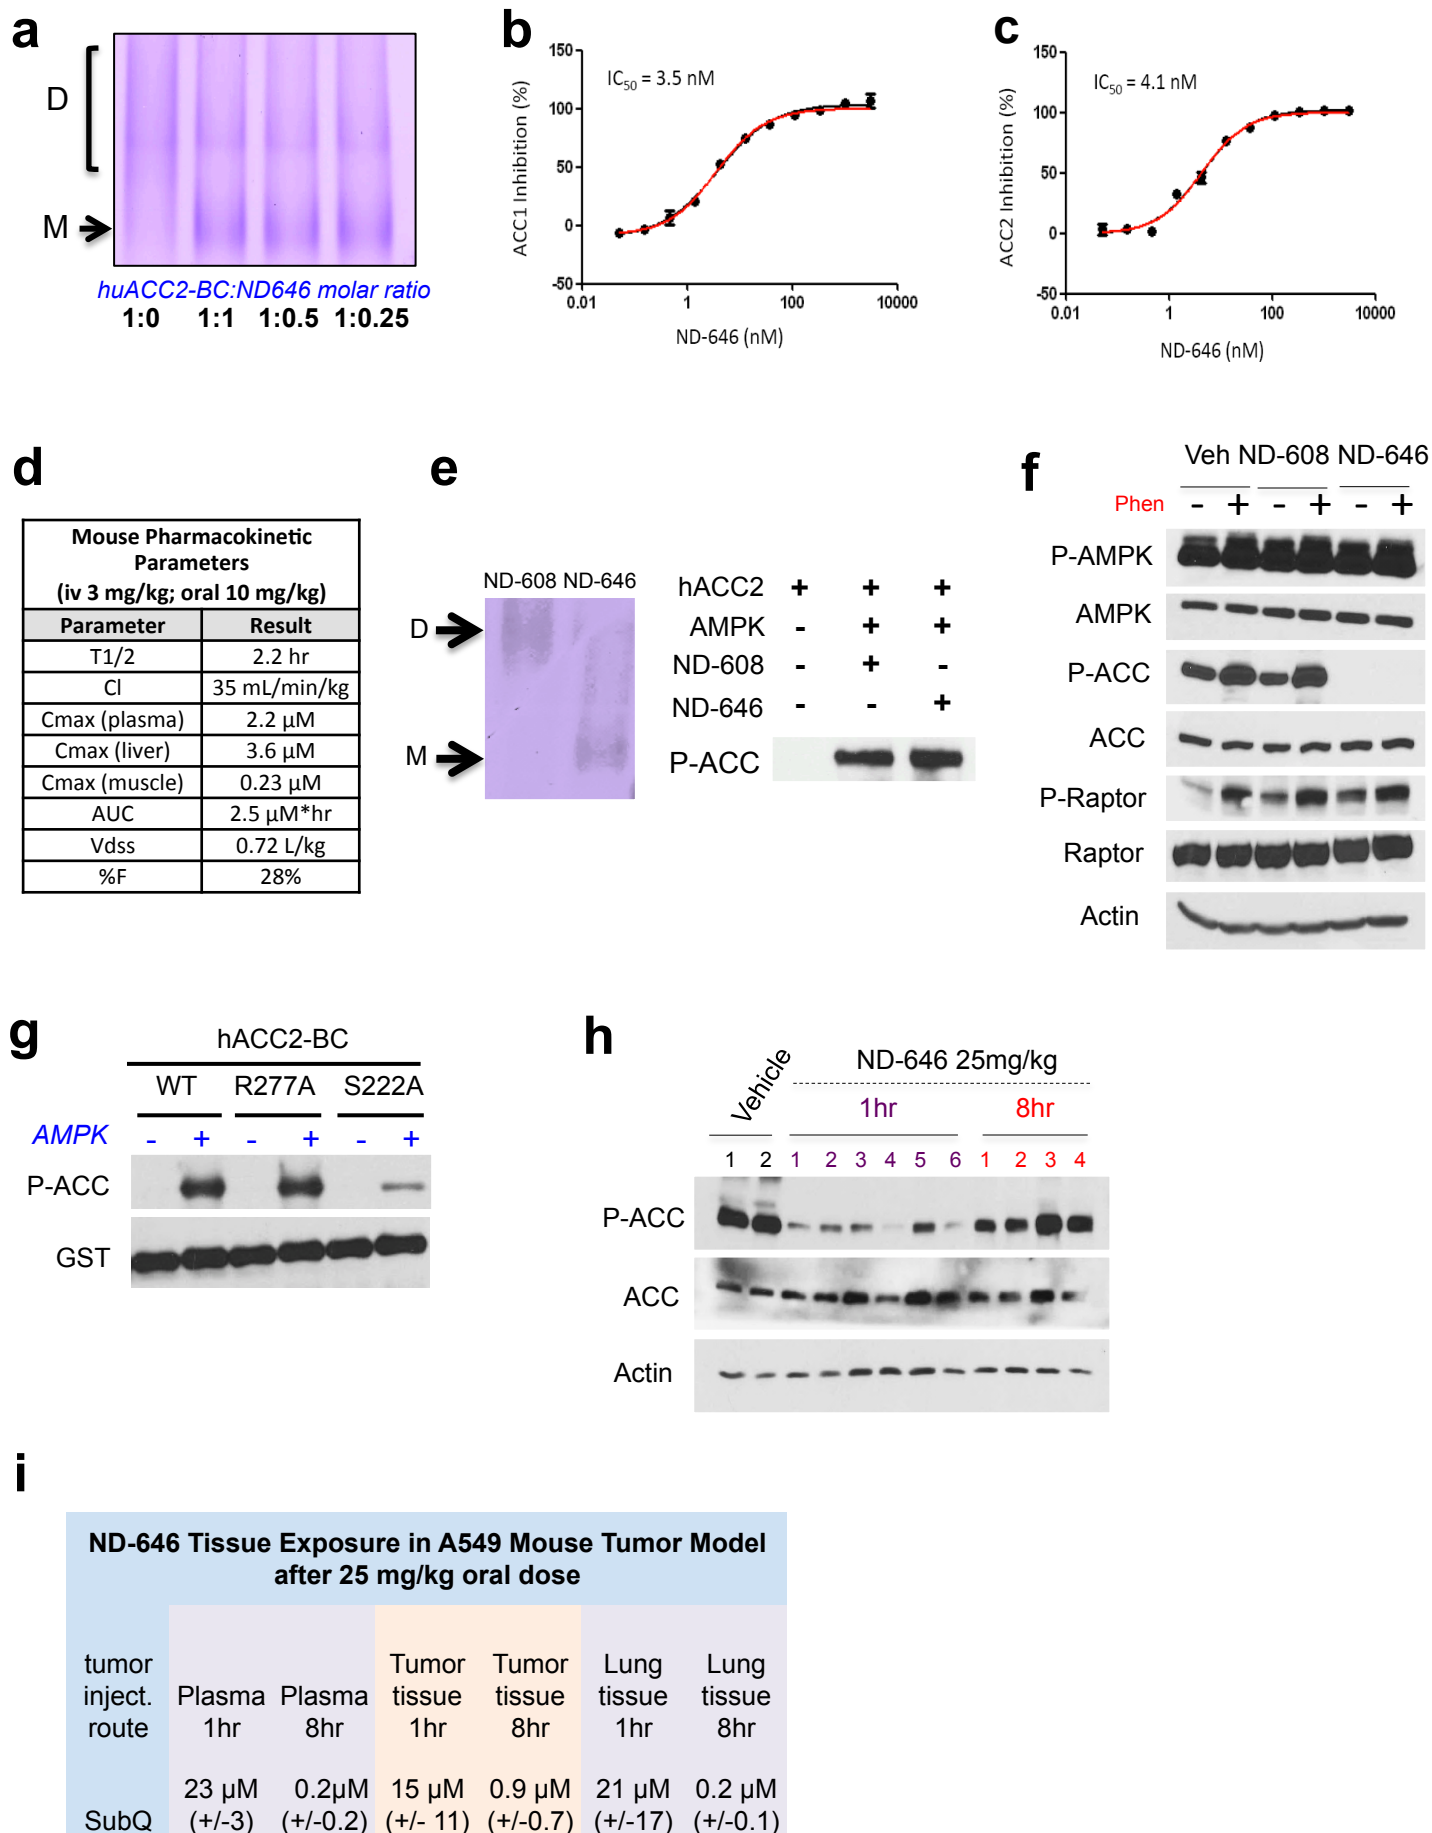 a
D
M
huACC2-BC:ND646 molar ratio
1:0 1:1 1:0.5 1:0.25
b
150
100
50
0
-50
0.01 1 100 10000
ACC1 Inhibition (%)
IC50 = 3.5 nM
ND-646 (nM)
c
150
100
50
0
-50
0.01 1 100 10000
ACC2 Inhibition (%)
IC50 = 4.1 nM
ND-646 (nM)
d
Mouse Pharmacokinetic
Parameters
(iv 3 mg/kg; oral 10 mg/kg)
Parameter Result
T1/2 2.2 hr
Cl 35 mL/min/kg
Cmax (plasma) 2.2 µM
Cmax (liver) 3.6 µM
Cmax (muscle) 0.23 µM
AUC 2.5 µM*hr
Vdss 0.72 L/kg
%F 28%
e
ND-608 ND-646
D
M
hACC2 + + +
AMPK - + +
ND-608 - + -
ND-646 - - +
P-ACC
f
Veh ND-608 ND-646
Phen - + - + - +
P-AMPK
AMPK
P-ACC
ACC
P-Raptor
Raptor
Actin
g
hACC2-BC
WT R277A S222A
AMPK - + - + - +
P-ACC
GST
h
Vehicle
ND-646 25mg/kg
1hr 8hr
1 2 1 2 3 4 5 6 1 2 3 4
P-ACC
ACC
Actin
i
ND-646 Tissue Exposure in A549 Mouse Tumor Model
after 25 mg/kg oral dose
tumor Tumor Tumor Lung Lung
inject. Plasma Plasma tissue tissue tissue tissue
route 1hr 8hr 1hr 8hr 1hr 8hr
23 µM 0.2µM 15 µM 0.9 µM 21 µM 0.2 µM
SubQ (+/-3) (+/-0.2) (+/- 11) (+/-0.7) (+/-17) (+/-0.1)